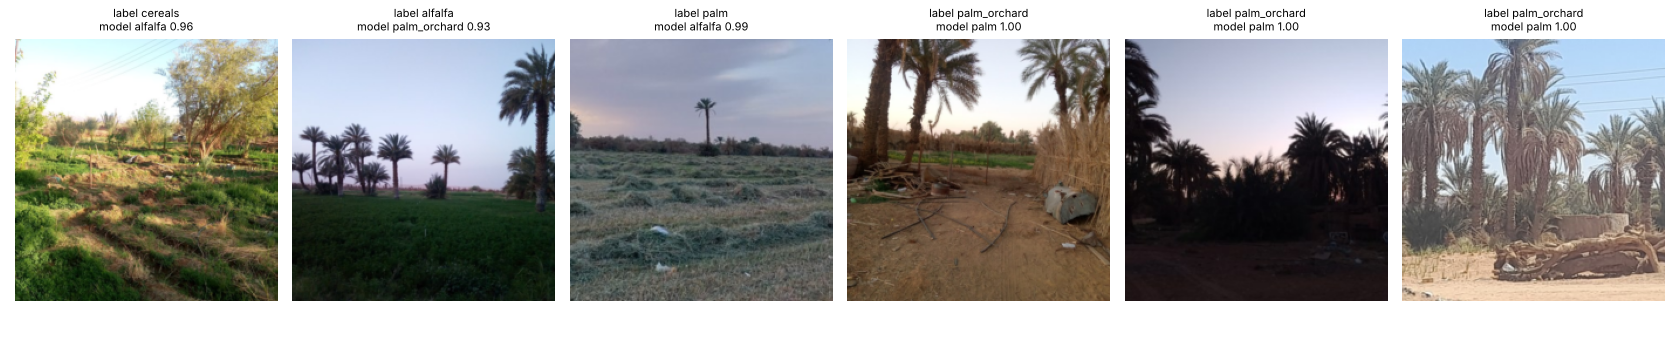 label cereals
model alfalfa 0.96
label alfalfa
model palm_orchard 0.93
label palm
model alfalfa 0.99
label palm_orchard
model palm 1.00
label palm_orchard
model palm 1.00
label palm_orchard
model palm 1.00